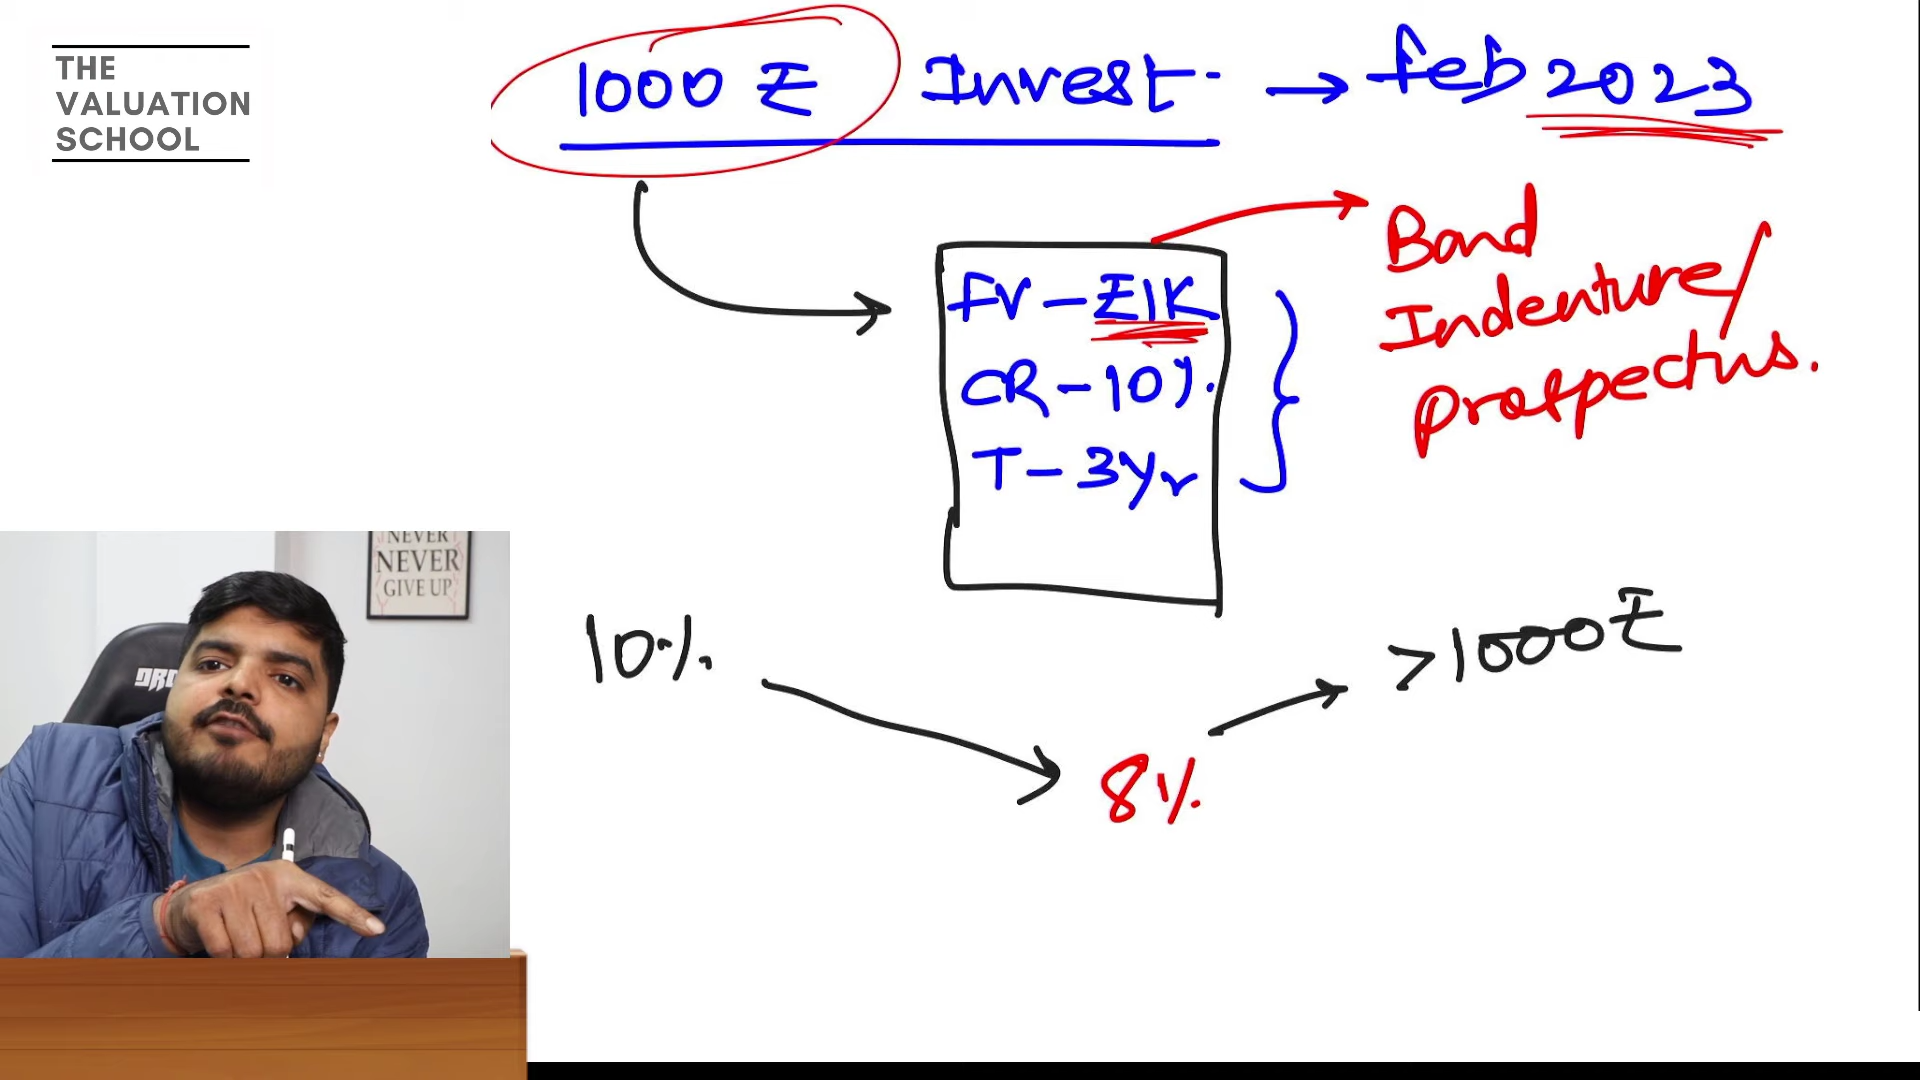 THE
VALUATION
SCHOOL
1000 ₹ Invest. → feb 2023
FV - ₹1K
CR - 10%.
T - 3Yr
Bond
Indenture/
Prospectus.
NEVER
NEVER
GIVE UP
10%
8%
>1000₹